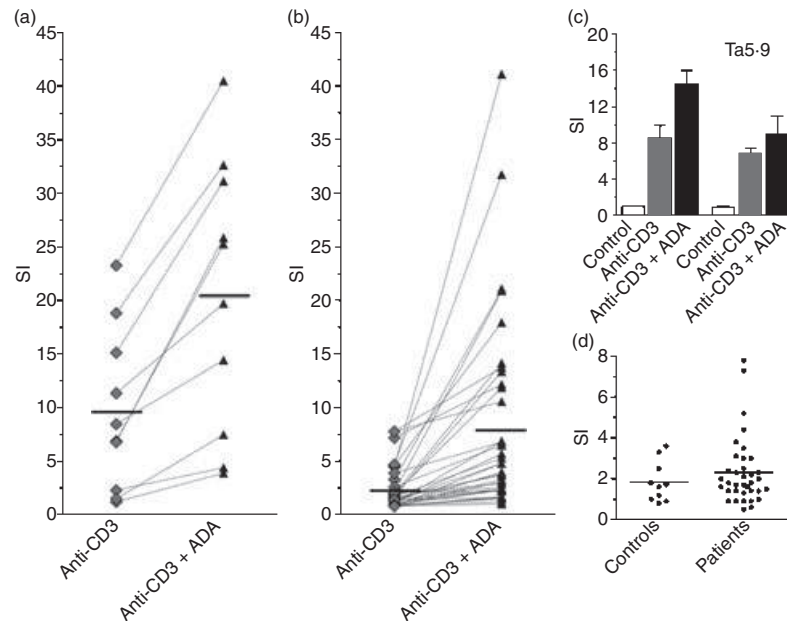 (a)
45
40
35
30
25
20
15
10
5
0
SI
Anti-CD3
Anti-CD3 + ADA
(b)
45
40
35
30
25
20
15
10
5
0
SI
Anti-CD3
Anti-CD3 + ADA
(c)
Ta5·9
20
16
12
8
4
0
SI
Control
Anti-CD3
Anti-CD3 + ADA
Control
Anti-CD3
Anti-CD3 + ADA
(d)
8
6
4
2
0
SI
Controls
Patients